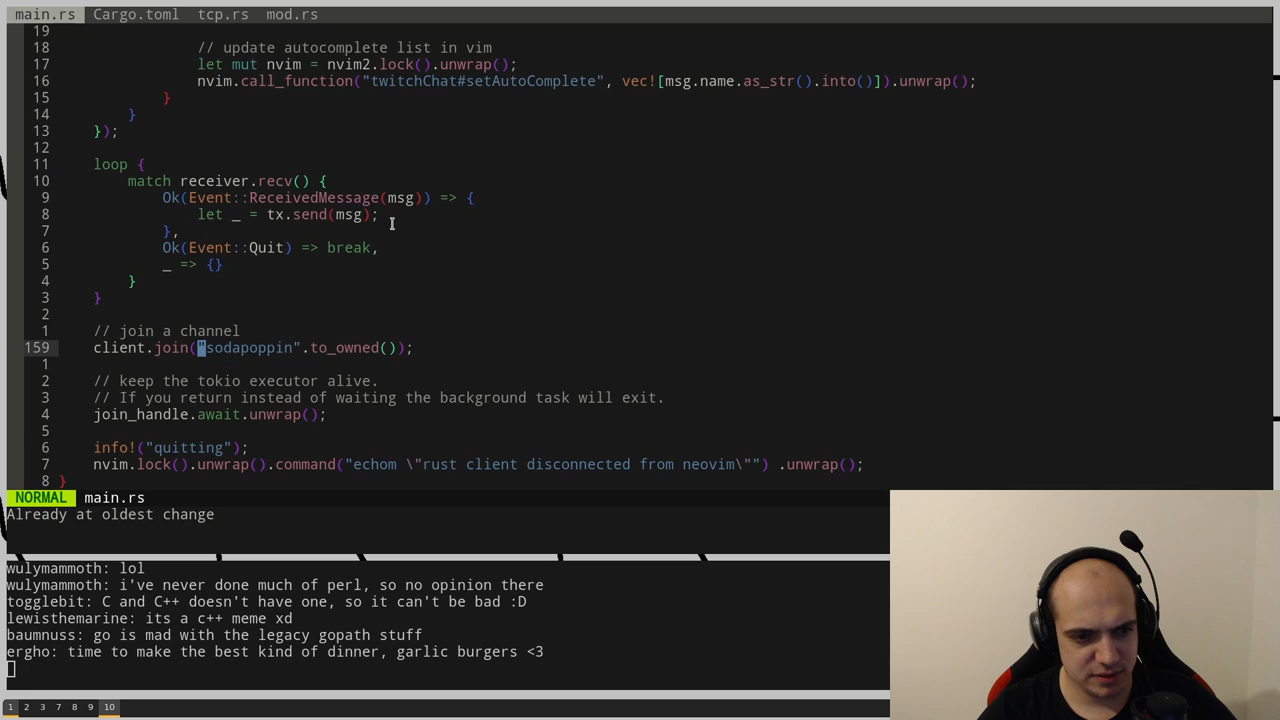 main.rs Cargo.toml tcp.rs mod.rs
19
18 // update autocomplete list in vim
17 let mut nvim = nvim2.lock().unwrap();
16 nvim.call_function("twitchChat#setAutoComplete", vec![msg.name.as_str().into()]).unwrap();
15 }
14 }
13 });
12
11 loop {
10 match receiver.recv() {
9 Ok(Event::ReceivedMessage(msg)) => {
8 let _ = tx.send(msg);
7 },
6 Ok(Event::Quit) => break,
5 _ => {}
4 }
3 }
2
1 // join a channel
159 client.join("sodapoppin".to_owned());
1
2 // keep the tokio executor alive.
3 // If you return instead of waiting the background task will exit.
4 join_handle.await.unwrap();
5
6 info!("quitting");
7 nvim.lock().unwrap().command("echom \"rust client disconnected from neovim\"") .unwrap();
8 }
NORMAL main.rs
Already at oldest change
wulymammoth: lol
wulymammoth: i've never done much of perl, so no opinion there
togglebit: C and C++ doesn't have one, so it can't be bad :D
lewisthemarine: its a c++ meme xd
baumnuss: go is mad with the legacy gopath stuff
ergho: time to make the best kind of dinner, garlic burgers <3
1 2 3 7 8 9 10